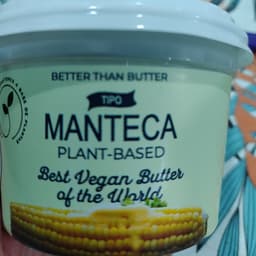 BETTER THAN BUTTER
TIPO
MANTECA
PLANT-BASED
Best Vegan Butter
of the World